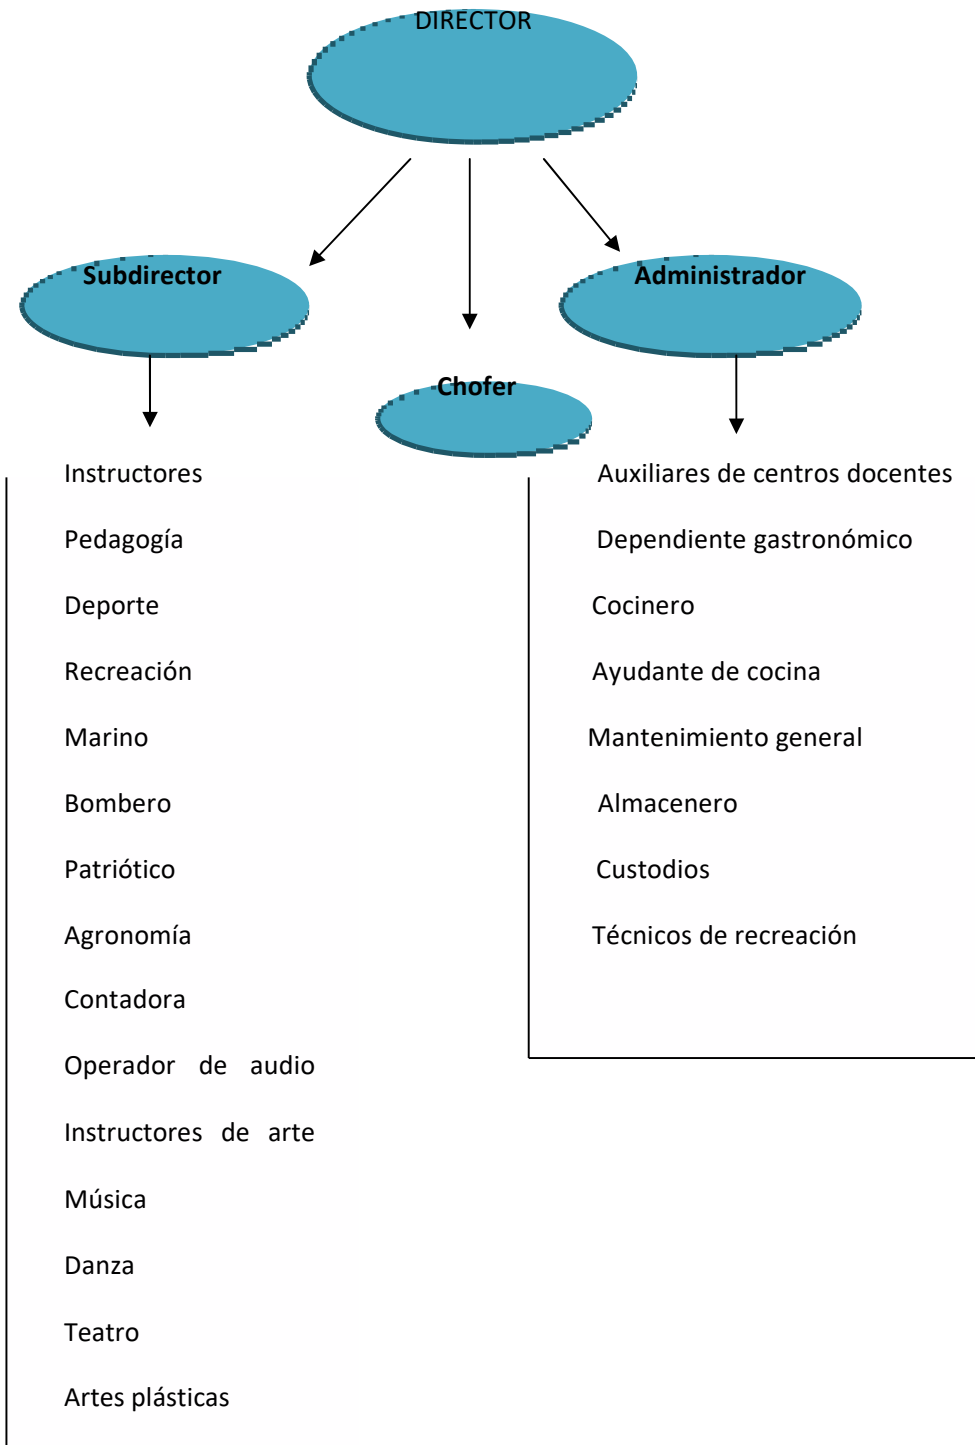 DIRECTOR
Subdirector
Administrador
Chofer
Instructores
Pedagogía
Deporte
Recreación
Marino
Bombero
Patriótico
Agronomía
Contadora
Operador de audio
Instructores de arte
Música
Danza
Teatro
Artes plásticas
Auxiliares de centros docentes
Dependiente gastronómico
Cocinero
Ayudante de cocina
Mantenimiento general
Almacenero
Custodios
Técnicos de recreación